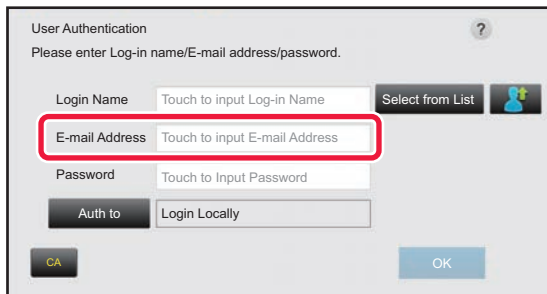 User Authentication
?
Please enter Log-in name/E-mail address/password.
Login Name
Touch to input Log-in Name
Select from List
E-mail Address
Touch to input E-mail Address
Password
Touch to Input Password
Auth to
Login Locally
CA
OK